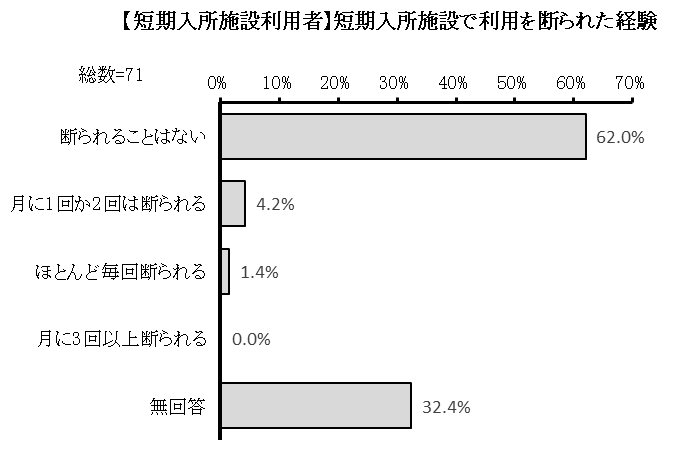 【短期入所施設利用者】短期入所施設で利用を断られた経験
総数=71
0% 10% 20% 30% 40% 50% 60% 70%
断られることはない 62.0%
月に1回か2回は断られる 4.2%
ほとんど毎回断られる 1.4%
月に3回以上断られる 0.0%
無回答 32.4%